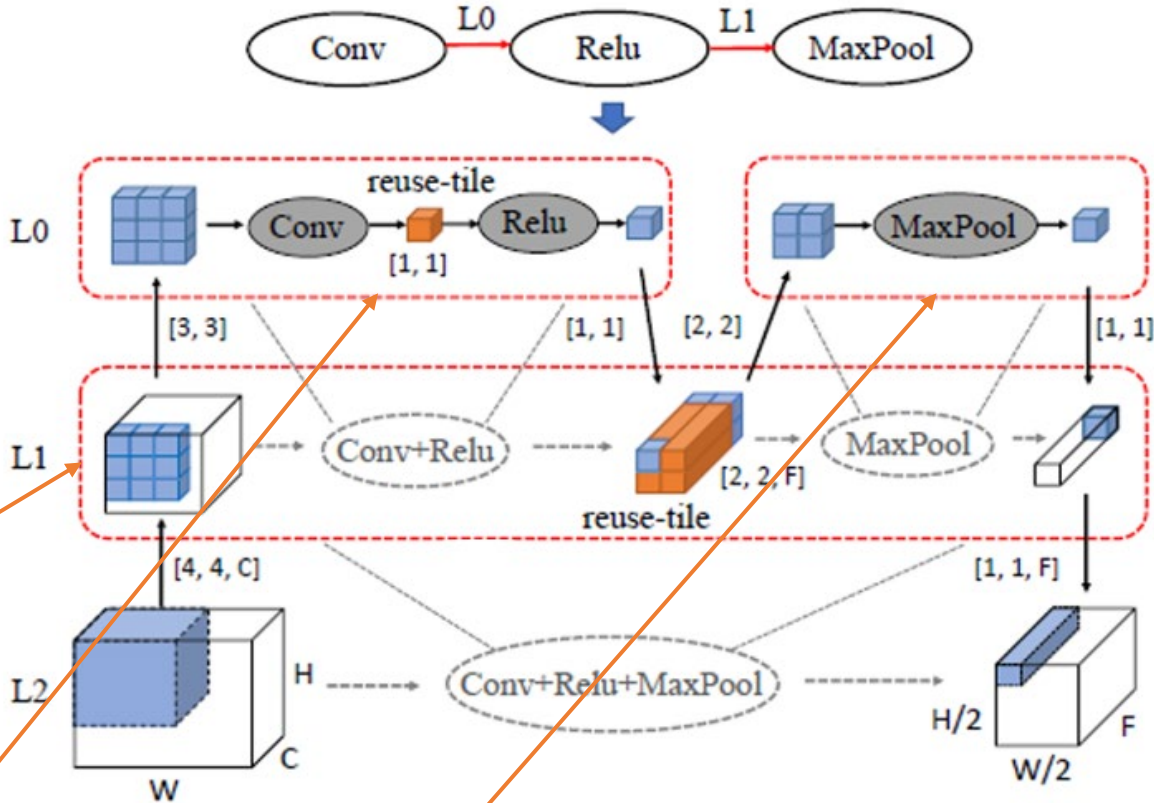 L0 L1
Conv Relu MaxPool
reuse-tile
L0 Conv Relu MaxPool
[1, 1]
[3, 3] [1, 1] [2, 2] [1, 1]
L1 Conv+Relu MaxPool
[2, 2, F]
reuse-tile
[4, 4, C] [1, 1, F]
L2 H Conv+Relu+MaxPool
H/2 F
C
W W/2